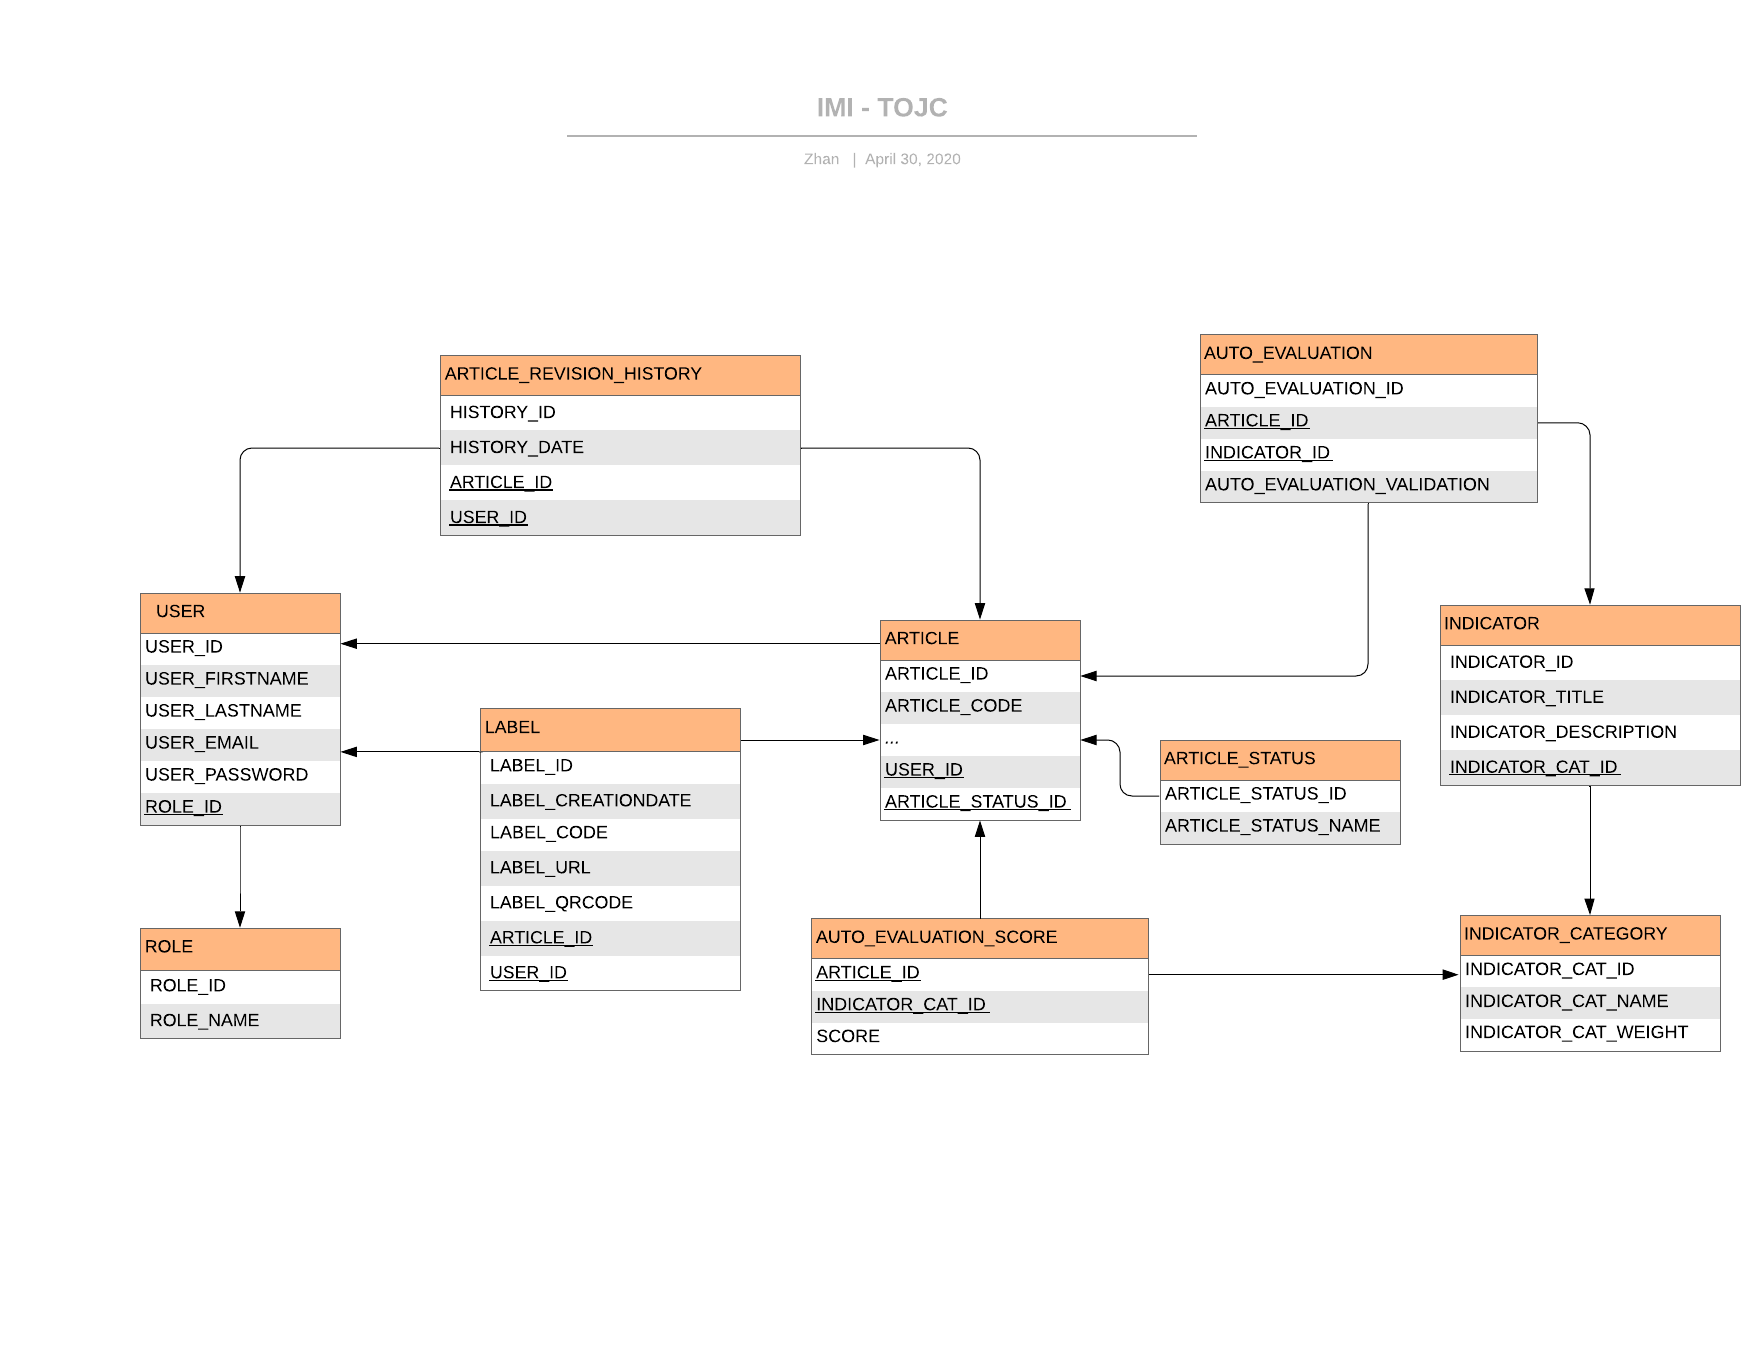 IMI - TOJC
Zhan | April 30, 2020
ARTICLE_REVISION_HISTORY
HISTORY_ID
HISTORY_DATE
ARTICLE_ID
USER_ID
AUTO_EVALUATION
AUTO_EVALUATION_ID
ARTICLE_ID
INDICATOR_ID
AUTO_EVALUATION_VALIDATION
USER
USER_ID
USER_FIRSTNAME
USER_LASTNAME
USER_EMAIL
USER_PASSWORD
ROLE_ID
LABEL
LABEL_ID
LABEL_CREATIONDATE
LABEL_CODE
LABEL_URL
LABEL_QRCODE
ARTICLE_ID
USER_ID
ARTICLE
ARTICLE_ID
ARTICLE_CODE
...
USER_ID
ARTICLE_STATUS_ID
ARTICLE_STATUS
ARTICLE_STATUS_ID
ARTICLE_STATUS_NAME
INDICATOR
INDICATOR_ID
INDICATOR_TITLE
INDICATOR_DESCRIPTION
INDICATOR_CAT_ID
ROLE
ROLE_ID
ROLE_NAME
AUTO_EVALUATION_SCORE
ARTICLE_ID
INDICATOR_CAT_ID
SCORE
INDICATOR_CATEGORY
INDICATOR_CAT_ID
INDICATOR_CAT_NAME
INDICATOR_CAT_WEIGHT